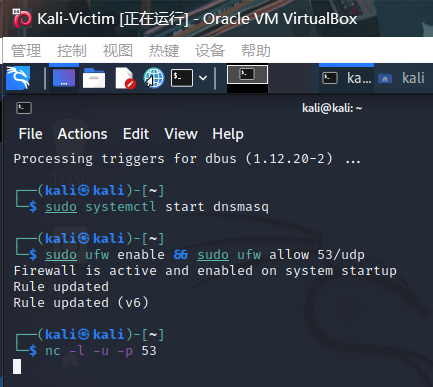 Kali-Victim [正在运行] - Oracle VM VirtualBox
管理 控制 视图 热键 设备 帮助
ka... kali
kali@kali: ~
File Actions Edit View Help
Processing triggers for dbus (1.12.20-2) ...
┌──(kali㉿kali)-[~]
└─$ sudo systemctl start dnsmasq
┌──(kali㉿kali)-[~]
└─$ sudo ufw enable && sudo ufw allow 53/udp
Firewall is active and enabled on system startup
Rule updated
Rule updated (v6)
┌──(kali㉿kali)-[~]
└─$ nc -l -u -p 53